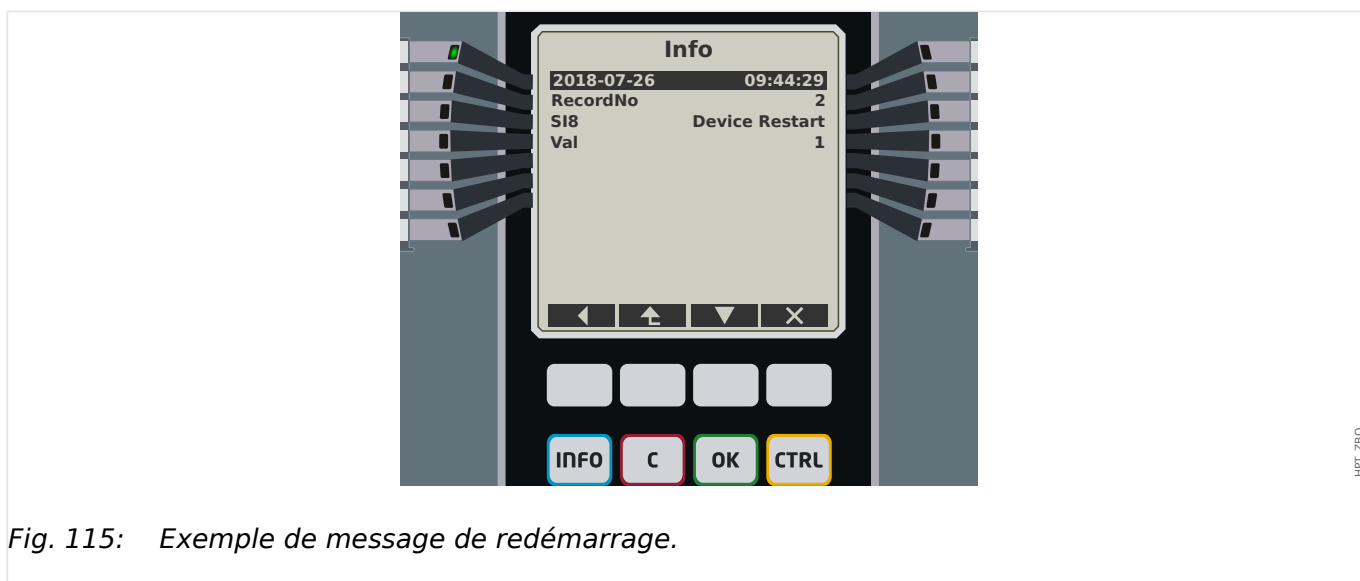 Info
2018-07-26 09:44:29
RecordNo 2
SI8 Device Restart
Val 1
INFO C OK CTRL
HPT_ZBO
Fig. 115: Exemple de message de redémarrage.